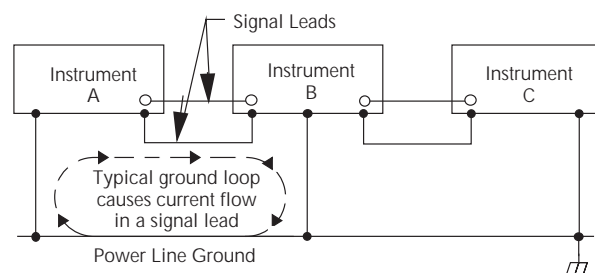 Signal Leads
Instrument
A
Instrument
B
Instrument
C
Typical ground loop
causes current flow
in a signal lead
Power Line Ground